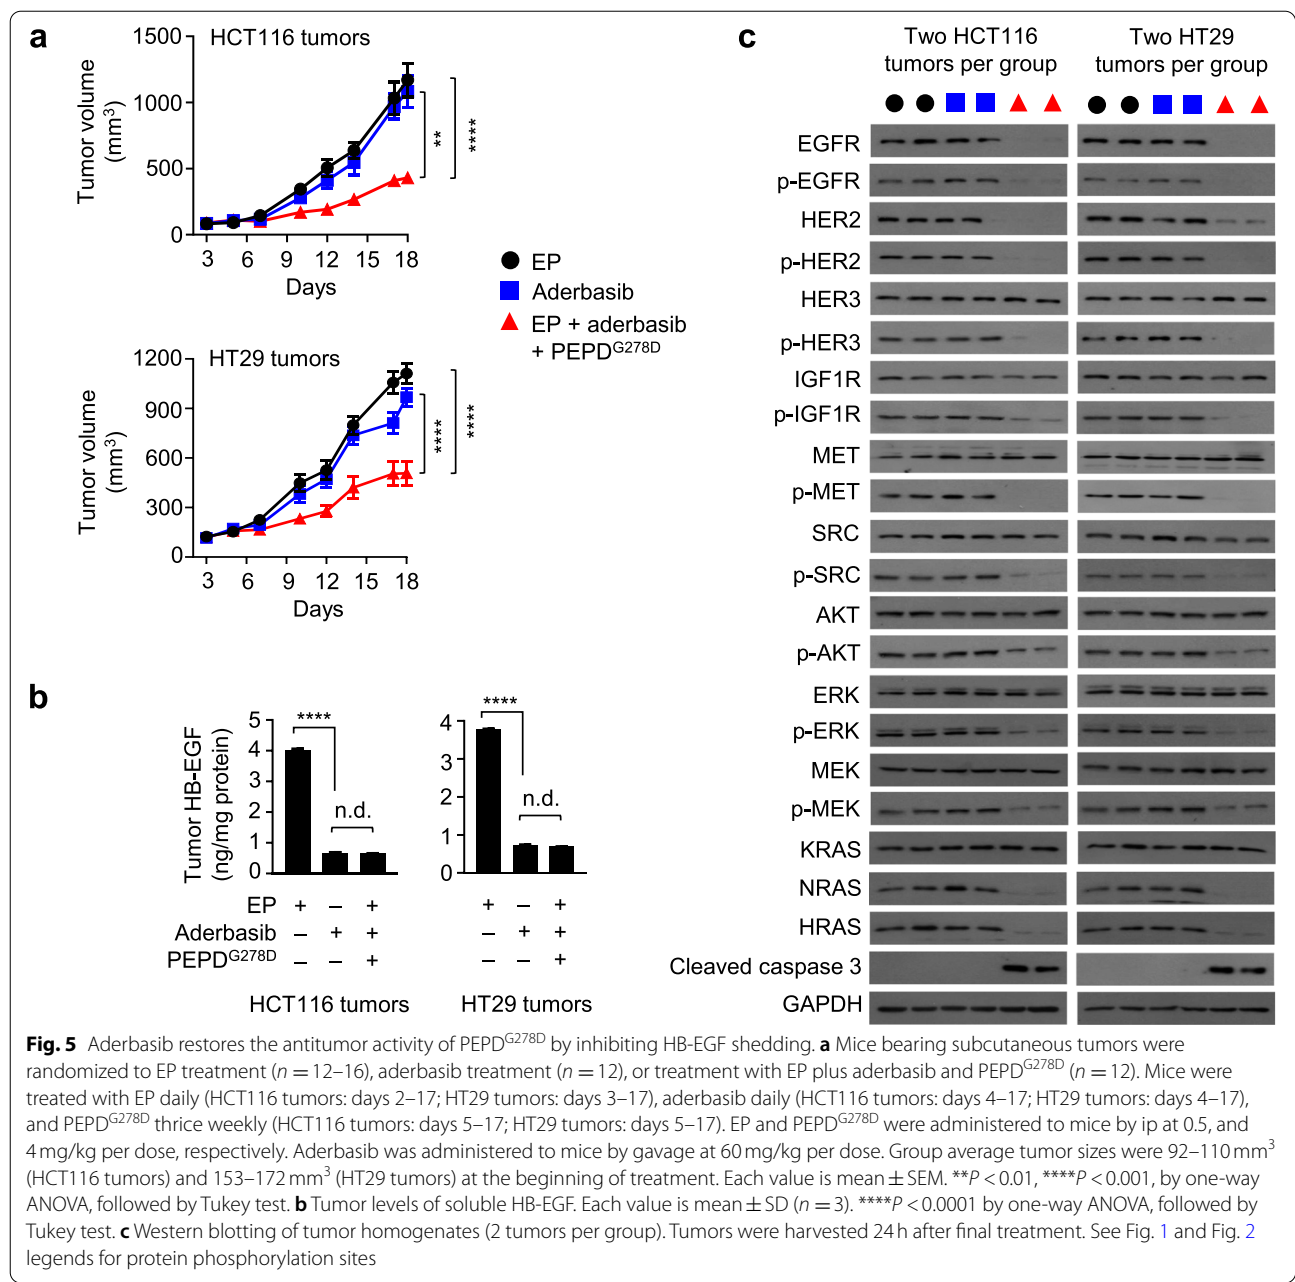 a
HCT116 tumors
Tumor volume
(mm³)
1500
1000
500
0
3 6 9 12 15 18
Days
**
****
EP
Aderbasib
EP + aderbasib
+ PEPDG278D
HT29 tumors
Tumor volume
(mm³)
1200
900
600
300
0
3 6 9 12 15 18
Days
****
****
b
Tumor HB-EGF
(ng/mg protein)
5
4
3
2
1
0
****
n.d.
4
3
2
1
0
****
n.d.
EP + – + + – +
Aderbasib – + + – + +
PEPDG278D – – + – – +
HCT116 tumors HT29 tumors
c
Two HCT116
tumors per group
Two HT29
tumors per group
EGFR
p-EGFR
HER2
p-HER2
HER3
p-HER3
IGF1R
p-IGF1R
MET
p-MET
SRC
p-SRC
AKT
p-AKT
ERK
p-ERK
MEK
p-MEK
KRAS
NRAS
HRAS
Cleaved caspase 3
GAPDH
Fig. 5 Aderbasib restores the antitumor activity of PEPDG278D by inhibiting HB-EGF shedding. a Mice bearing subcutaneous tumors were
randomized to EP treatment (n = 12–16), aderbasib treatment (n = 12), or treatment with EP plus aderbasib and PEPDG278D (n = 12). Mice were
treated with EP daily (HCT116 tumors: days 2–17; HT29 tumors: days 3–17), aderbasib daily (HCT116 tumors: days 4–17; HT29 tumors: days 4–17),
and PEPDG278D thrice weekly (HCT116 tumors: days 5–17; HT29 tumors: days 5–17). EP and PEPDG278D were administered to mice by ip at 0.5, and
4 mg/kg per dose, respectively. Aderbasib was administered to mice by gavage at 60 mg/kg per dose. Group average tumor sizes were 92–110 mm³
(HCT116 tumors) and 153–172 mm³ (HT29 tumors) at the beginning of treatment. Each value is mean ± SEM. **P < 0.01, ****P < 0.001, by one-way
ANOVA, followed by Tukey test. b Tumor levels of soluble HB-EGF. Each value is mean ± SD (n = 3). ****P < 0.0001 by one-way ANOVA, followed by
Tukey test. c Western blotting of tumor homogenates (2 tumors per group). Tumors were harvested 24 h after final treatment. See Fig. 1 and Fig. 2
legends for protein phosphorylation sites